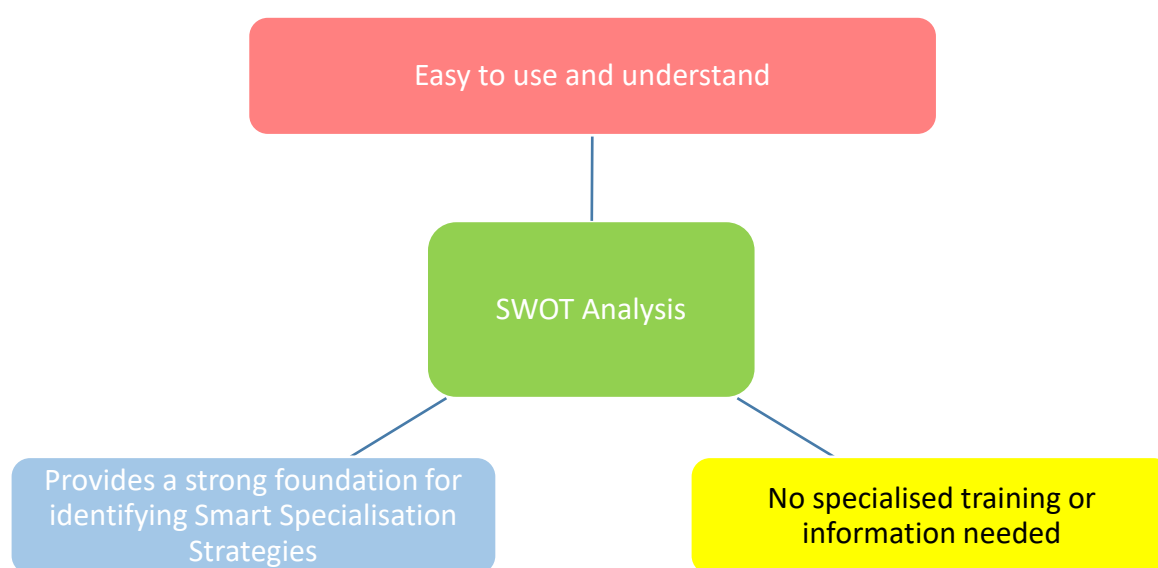 Easy to use and understand
SWOT Analysis
Provides a strong foundation for
identifying Smart Specialisation
Strategies
No specialised training or
information needed